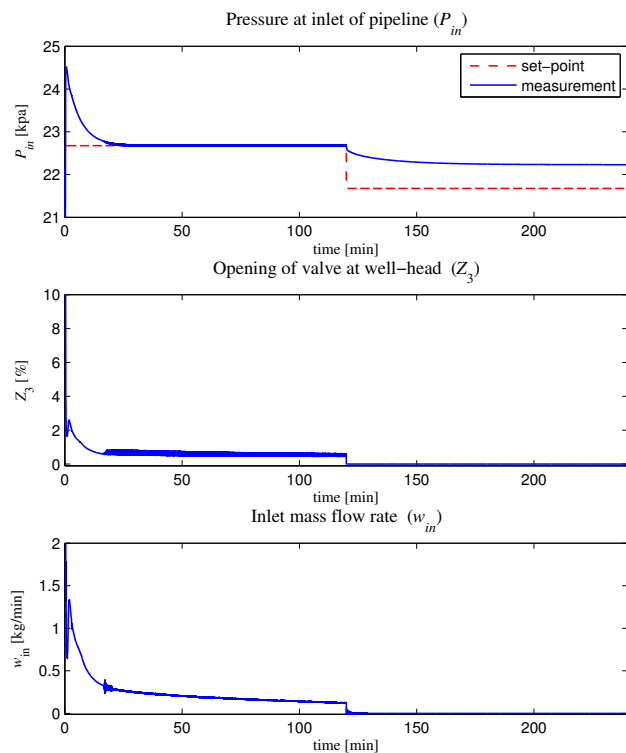 Pressure at inlet of pipeline (P_in)
25
24
23
22
21
P_in [kpa]
set−point
measurement
0
50
100
150
200
time [min]
Opening of valve at well−head (Z_3)
10
8
6
4
2
0
Z_3 [%]
0
50
100
150
200
time [min]
Inlet mass flow rate (w_in)
2
1.5
1
0.5
0
w_in [kg/min]
0
50
100
150
200
time [min]